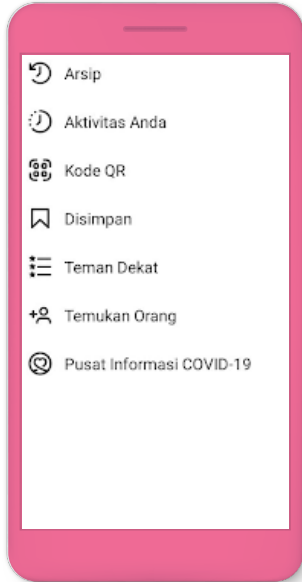 Arsip
Aktivitas Anda
Kode QR
Disimpan
Teman Dekat
Temukan Orang
Pusat Informasi COVID-19